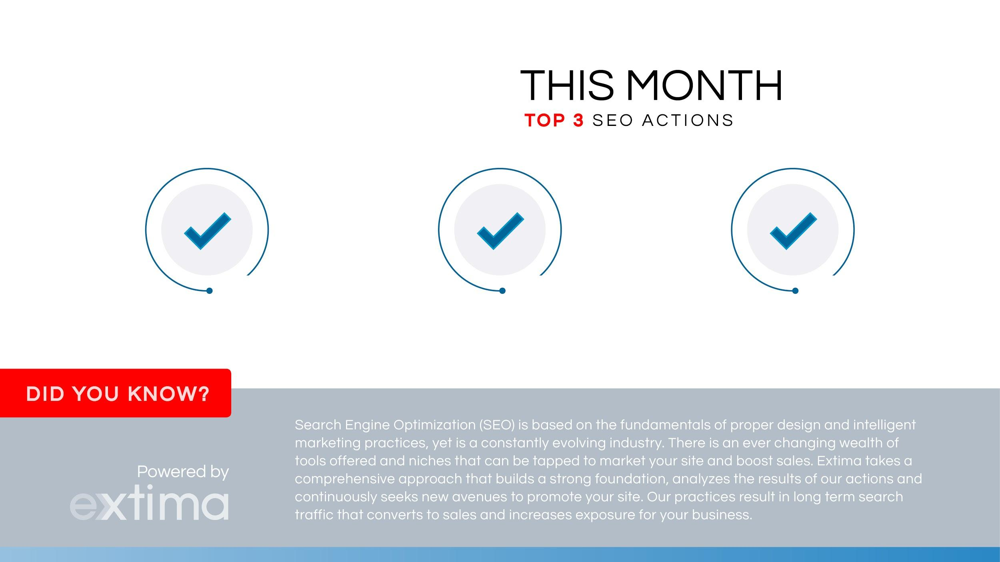 THIS MONTH
TOP 3 SEO ACTIONS
DID YOU KNOW?
Search Engine Optimization (SEO) is based on the fundamentals of proper design and intelligent
marketing practices, yet is a constantly evolving industry. There is an ever changing wealth of
tools offered and niches that can be tapped to market your site and boost sales. Extima takes a
comprehensive approach that builds a strong foundation, analyzes the results of our actions and
continuously seeks new avenues to promote your site. Our practices result in long term search
traffic that converts to sales and increases exposure for your business.
Powered by
extima